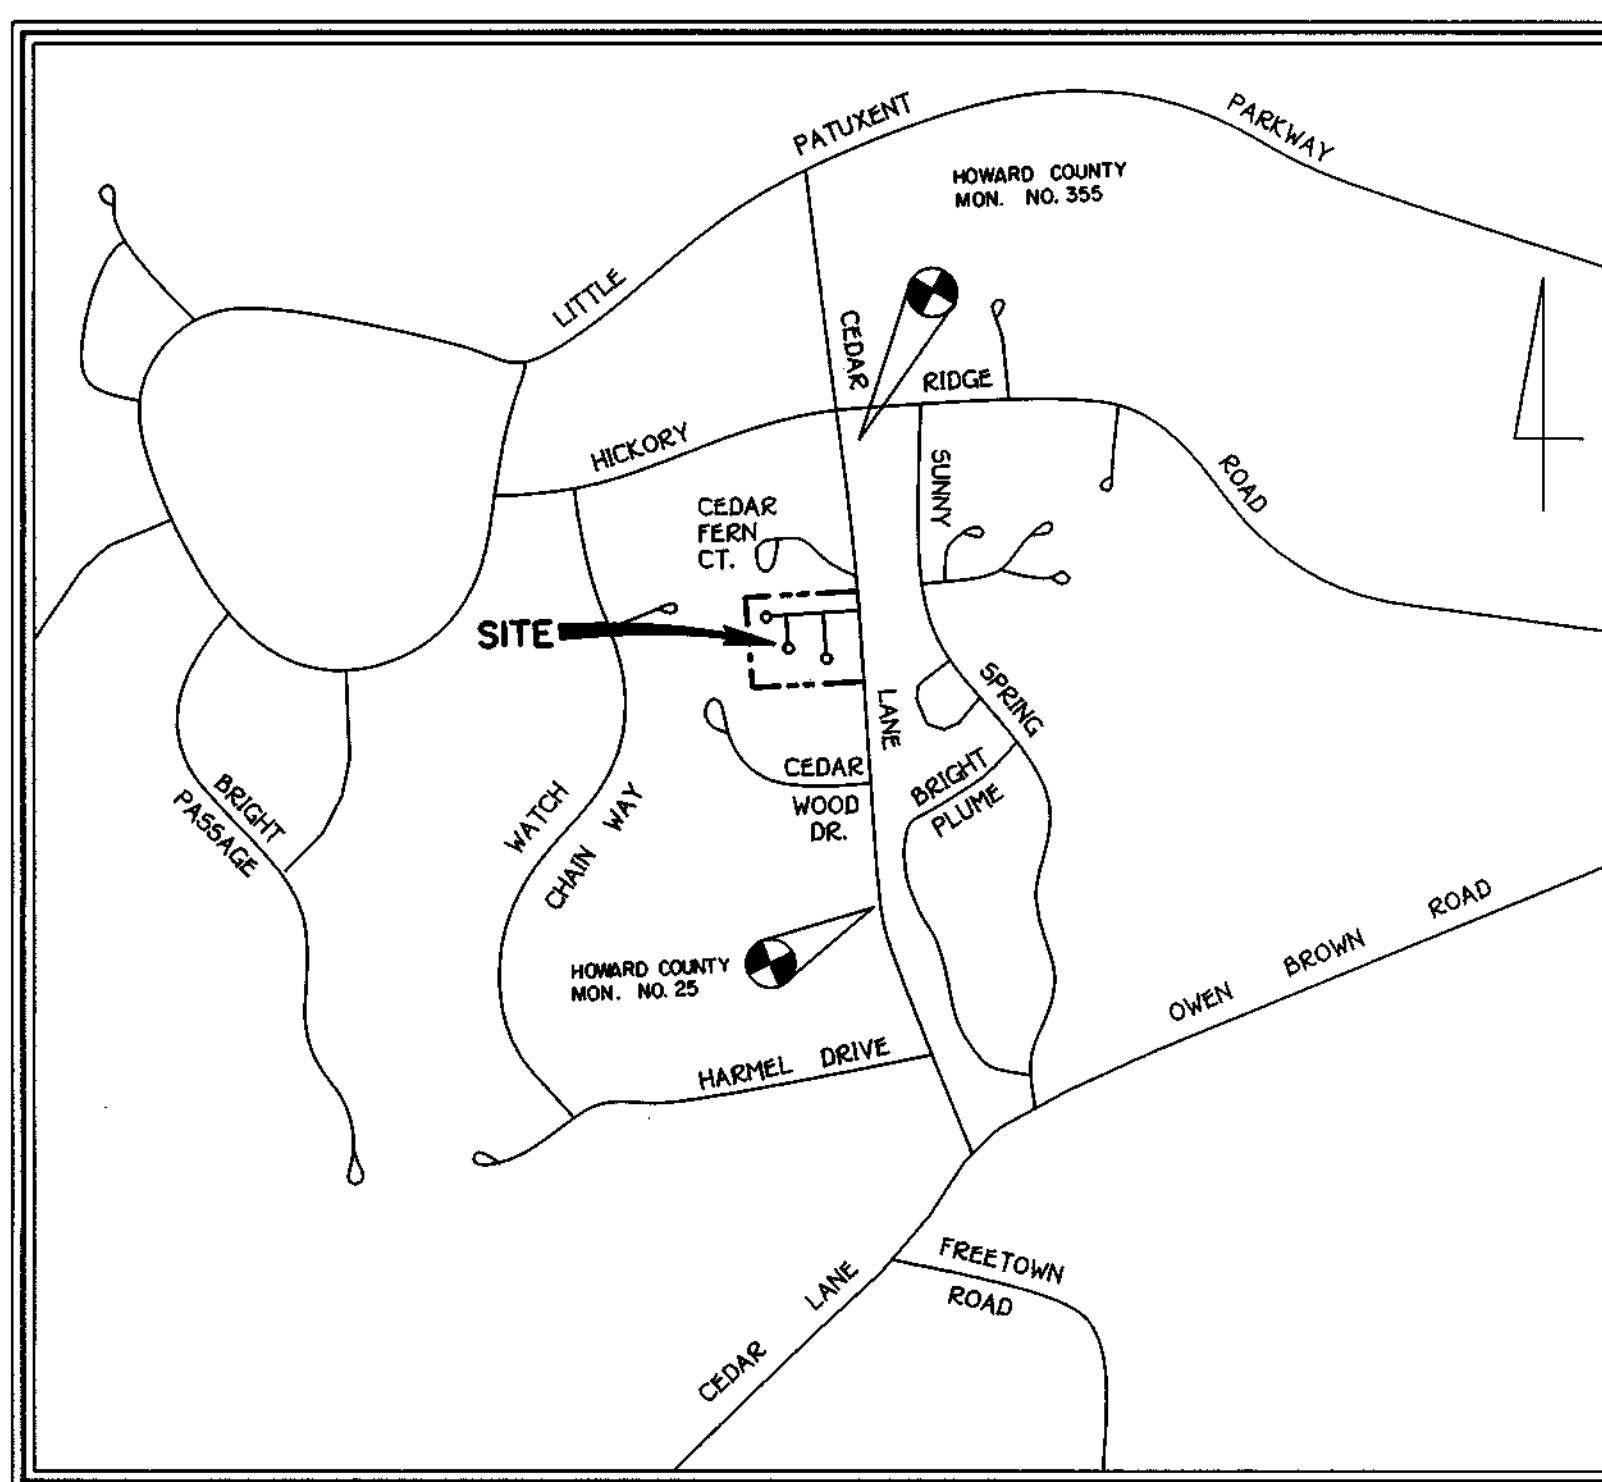 PATUXENT
PARKWAY
HOWARD COUNTY
MON. NO. 355
LITTLE
CEDAR
RIDGE
HICKORY
SUNNY
ROAD
CEDAR
FERN
CT.
SITE
SPRING
LANE
CEDAR
WOOD
DR.
BRIGHT
PLUME
BRIGHT
PASSAGE
WATCH
CHAIN WAY
HOWARD COUNTY
MON. NO. 25
OWEN BROWN ROAD
HARMEL DRIVE
FREETOWN
ROAD
CEDAR LANE